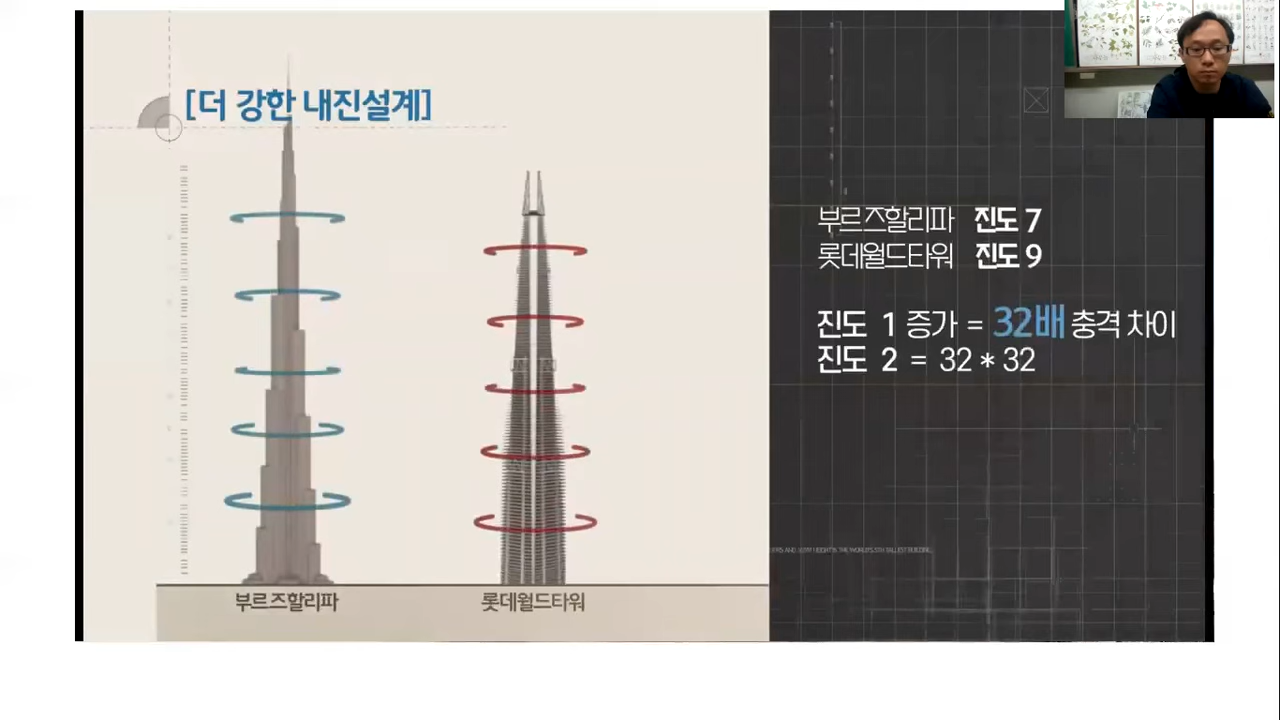 [더 강한 내진설계]
부르즈할리파 진도 7
롯데월드타워 진도 9
진도 1 증가 = 32배 충격 차이
진도 2 = 32 * 32
부르즈할리파
롯데월드타워